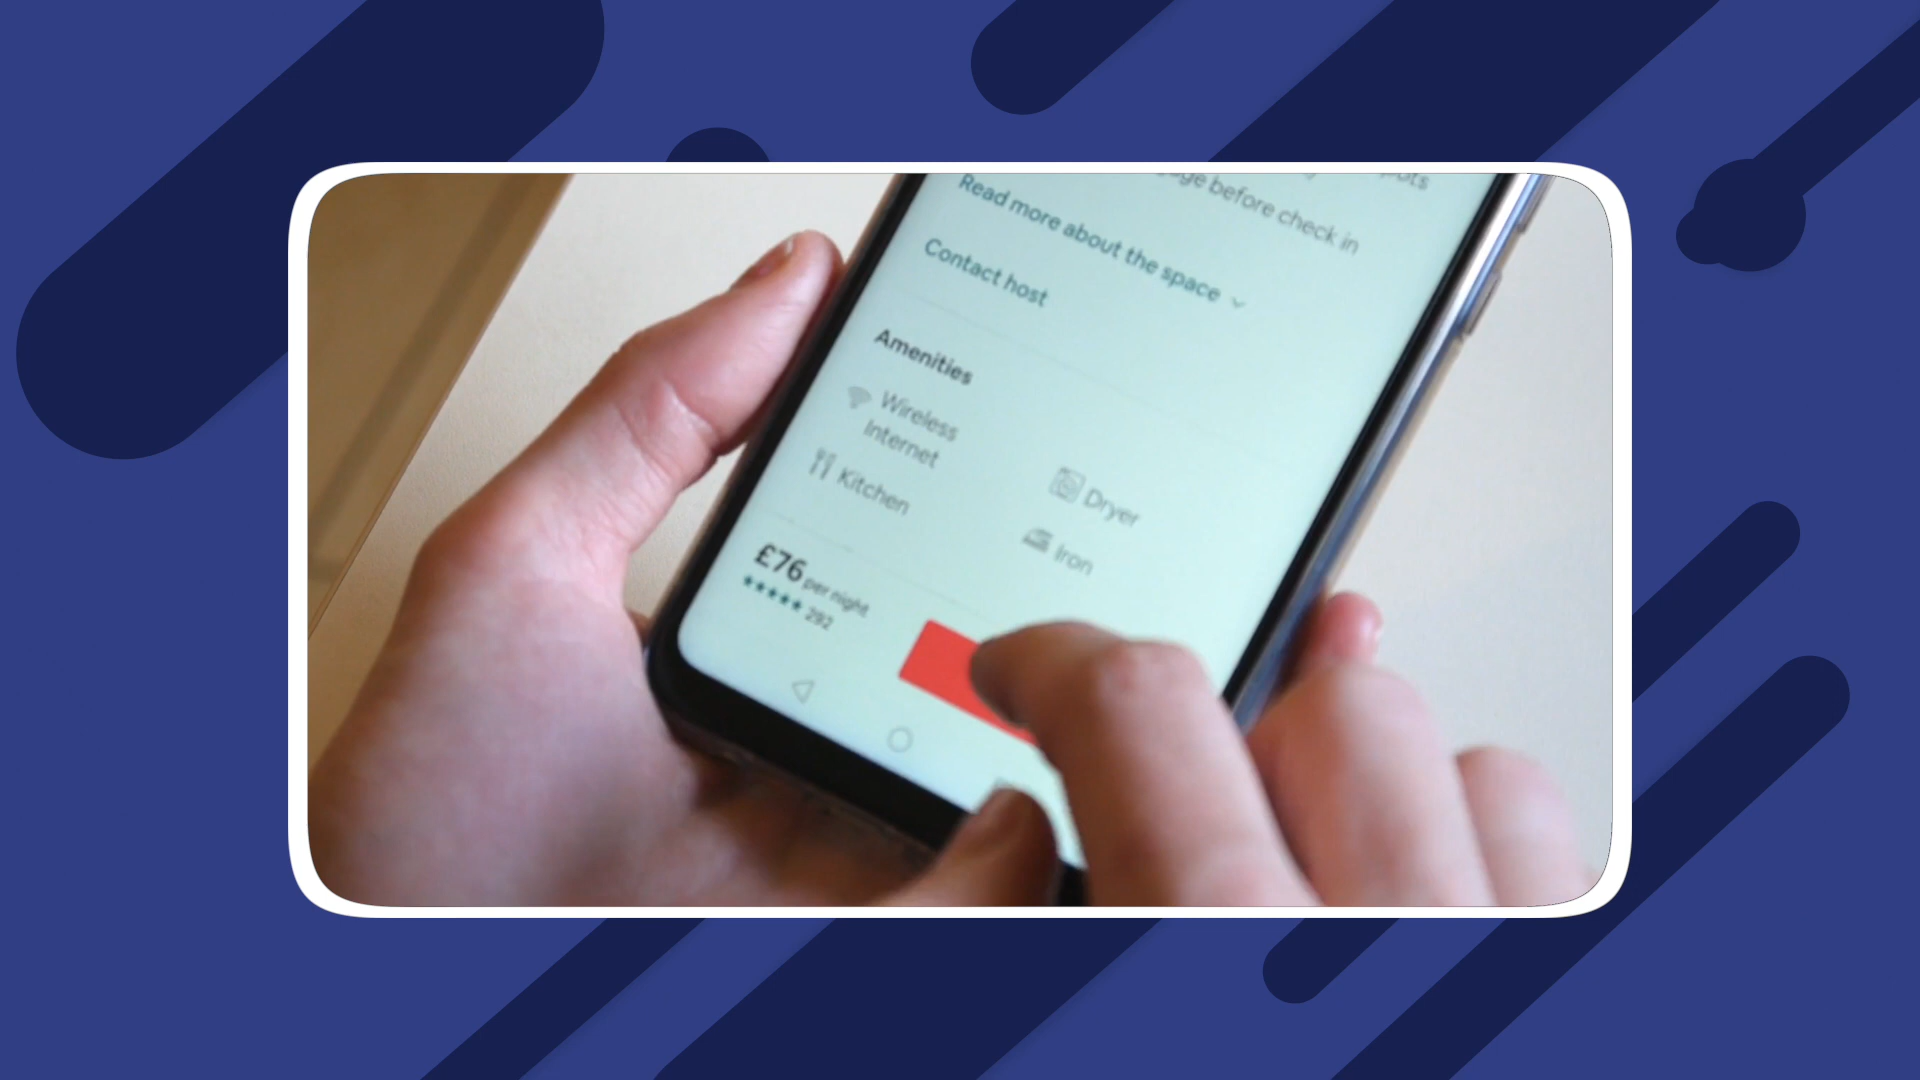 before check in
Read more about the space
Contact host
Amenities
Wireless
Internet
Kitchen
Dryer
Iron
£76 per night
292